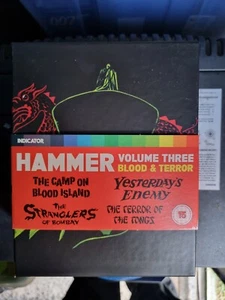 007
INDICATOR
HAMMER
VOLUME THREE
BLOOD & TERROR
THE CAMP ON
BLOOD ISLAND
YESTERDAY'S
ENEMY
THE
STRANGLERS
OF BOMBAY
THE TERROR OF
THE TONGS
15